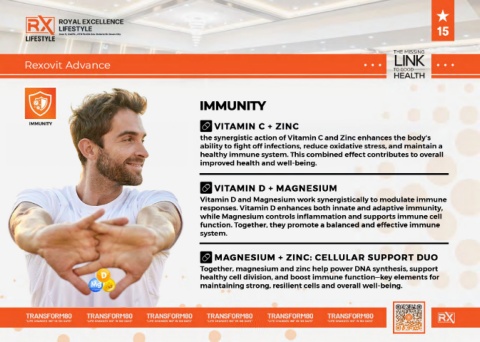 RX
LIFESTYLE
ROYAL EXCELLENCE
LIFESTYLE
15
Rexovit Advance
THE MISSING
LINK
TO GOOD
HEALTH
IMMUNITY
IMMUNITY
VITAMIN C + ZINC
the synergistic action of Vitamin C and Zinc enhances the body's
ability to fight off infections, reduce oxidative stress, and maintain a
healthy immune system. This combined effect contributes to overall
improved health and well-being.
VITAMIN D + MAGNESIUM
Vitamin D and Magnesium work synergistically to modulate immune
responses. Vitamin D enhances both innate and adaptive immunity,
while Magnesium controls inflammation and supports immune cell
function. Together, they promote a balanced and effective immune
system.
MAGNESIUM + ZINC: CELLULAR SUPPORT DUO
Together, magnesium and zinc help power DNA synthesis, support
healthy cell division, and boost immune function—key elements for
maintaining strong, resilient cells and overall well-being.
D
Mg
TRANSFORM80 TRANSFORM80 TRANSFORM80 TRANSFORM80 TRANSFORM80 TRANSFORM80
RX